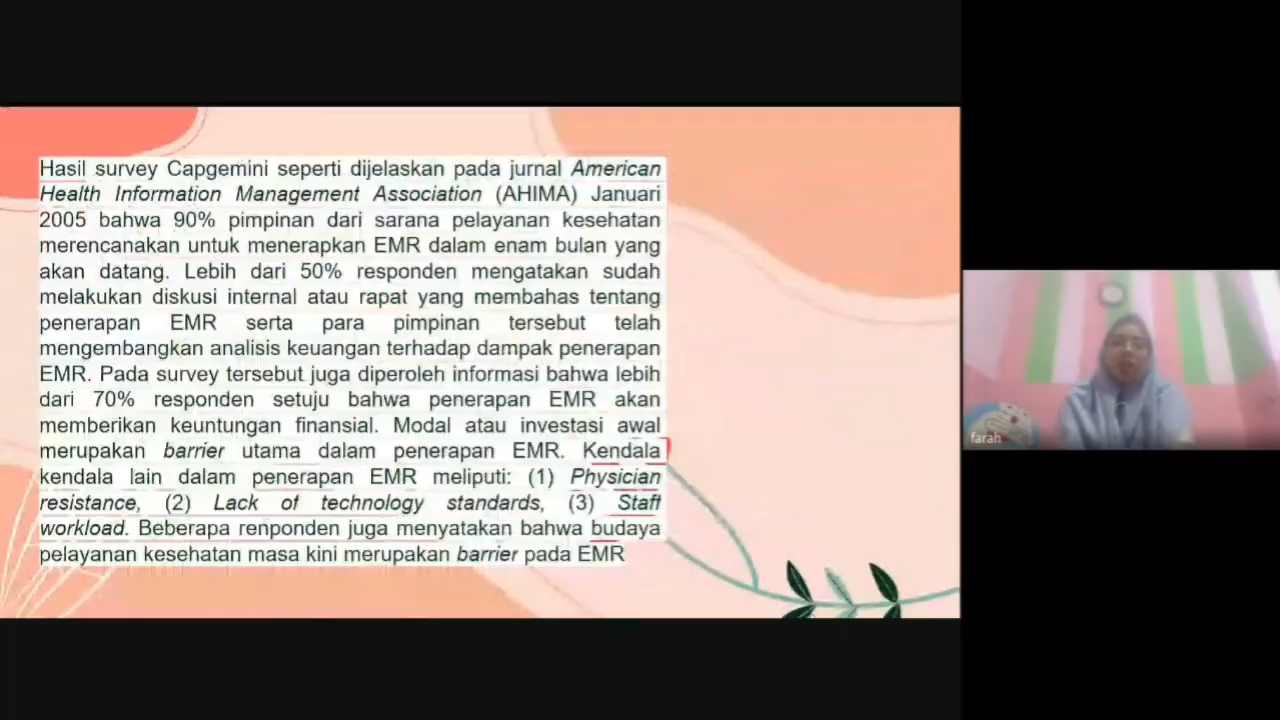 Hasil survey Capgemini seperti dijelaskan pada jurnal American
Health Information Management Association (AHIMA) Januari
2005 bahwa 90% pimpinan dari sarana pelayanan kesehatan
merencanakan untuk menerapkan EMR dalam enam bulan yang
akan datang. Lebih dari 50% responden mengatakan sudah
melakukan diskusi internal atau rapat yang membahas tentang
penerapan EMR serta para pimpinan tersebut telah
mengembangkan analisis keuangan terhadap dampak penerapan
EMR. Pada survey tersebut juga diperoleh informasi bahwa lebih
dari 70% responden setuju bahwa penerapan EMR akan
memberikan keuntungan finansial. Modal atau investasi awal
merupakan barrier utama dalam penerapan EMR. Kendala
kendala lain dalam penerapan EMR meliputi: (1) Physician
resistance, (2) Lack of technology standards, (3) Staff
workload. Beberapa renponden juga menyatakan bahwa budaya
pelayanan kesehatan masa kini merupakan barrier pada EMR
farah